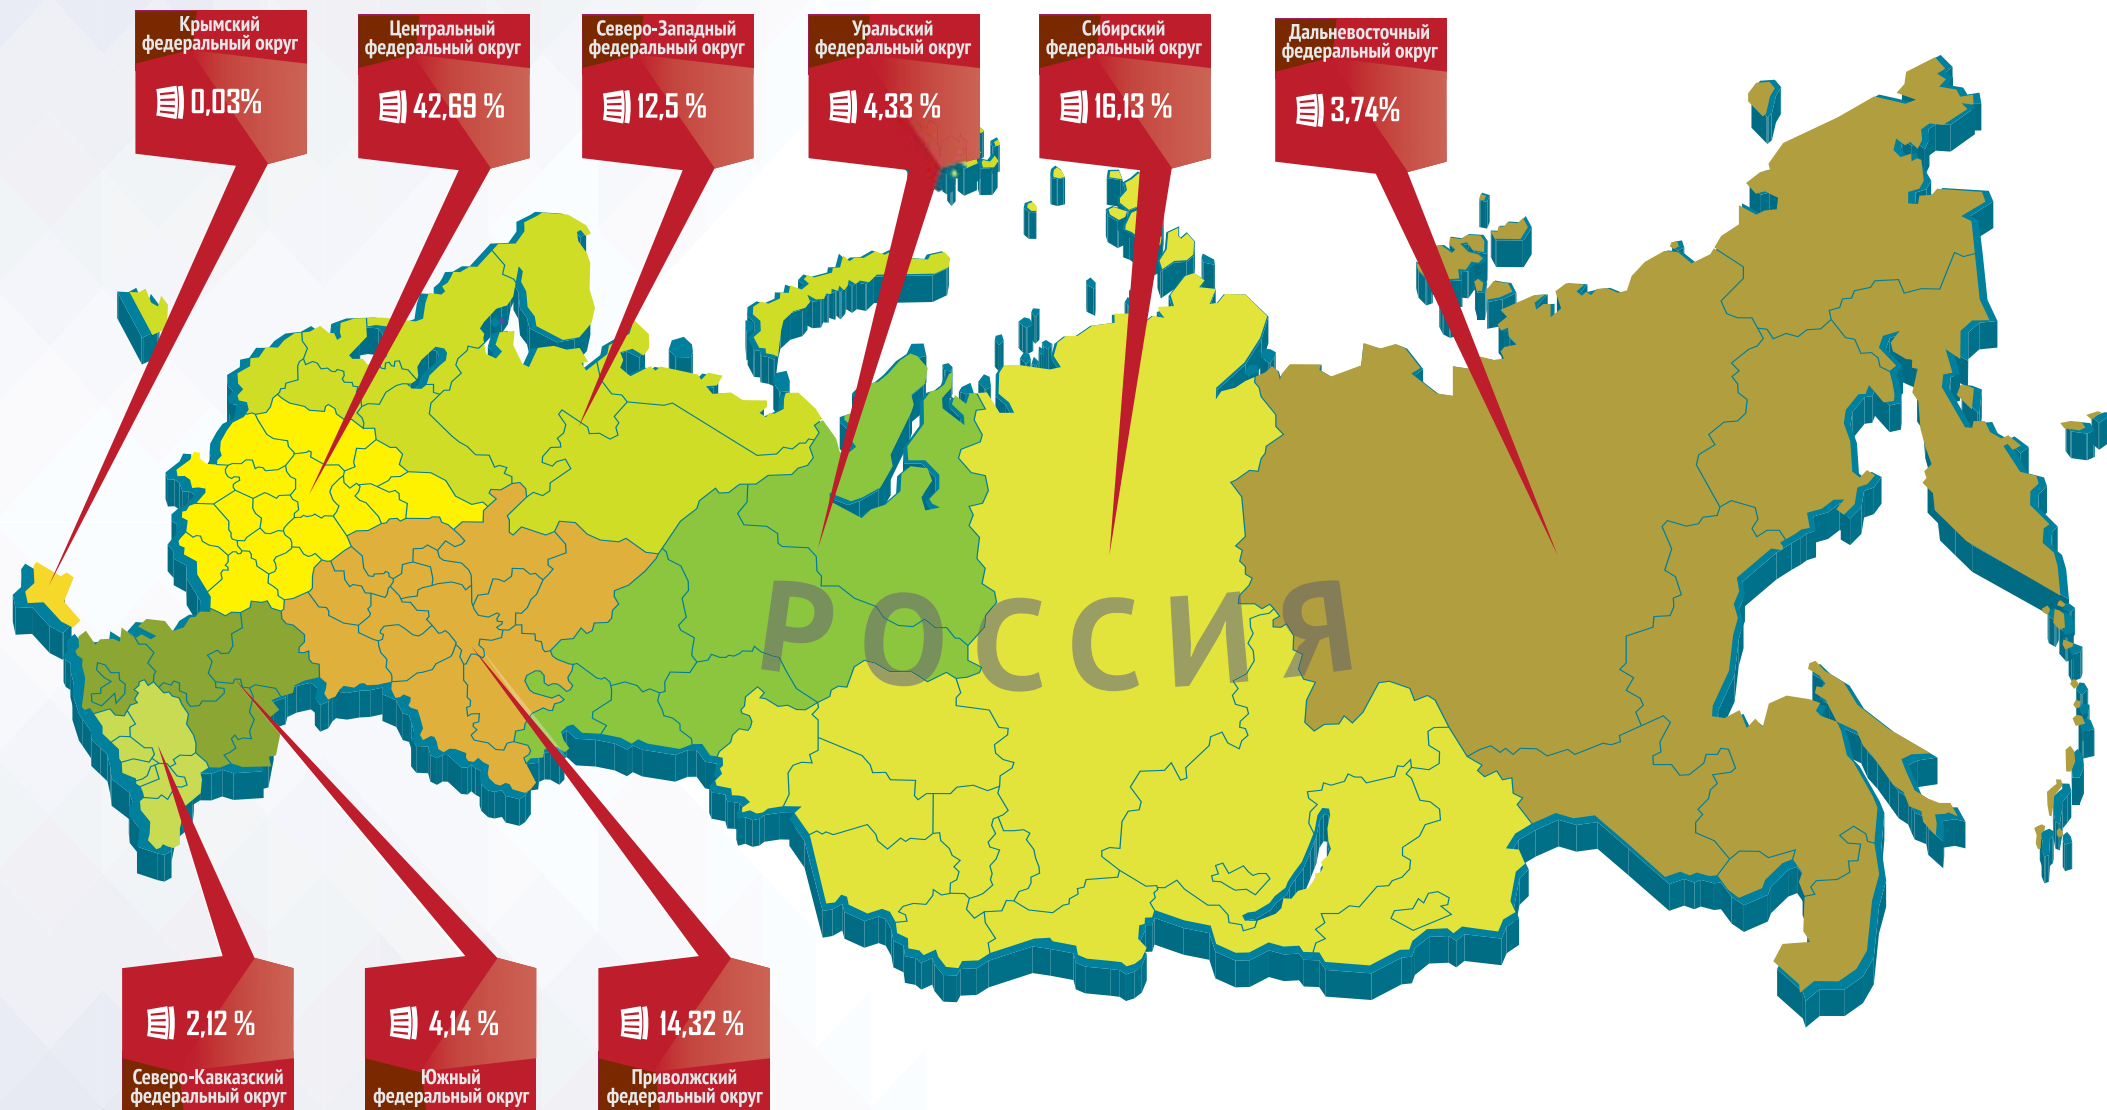 Крымский
федеральный округ
0,03%
Центральный
федеральный округ
42,69 %
Северо-Западный
федеральный округ
12,5 %
Уральский
федеральный округ
4,33 %
Сибирский
федеральный округ
16,13 %
Дальневосточный
федеральный округ
3,74%
РОССИЯ
2,12 %
Северо-Кавказский
федеральный округ
4,14 %
Южный
федеральный округ
14,32 %
Приволжский
федеральный округ